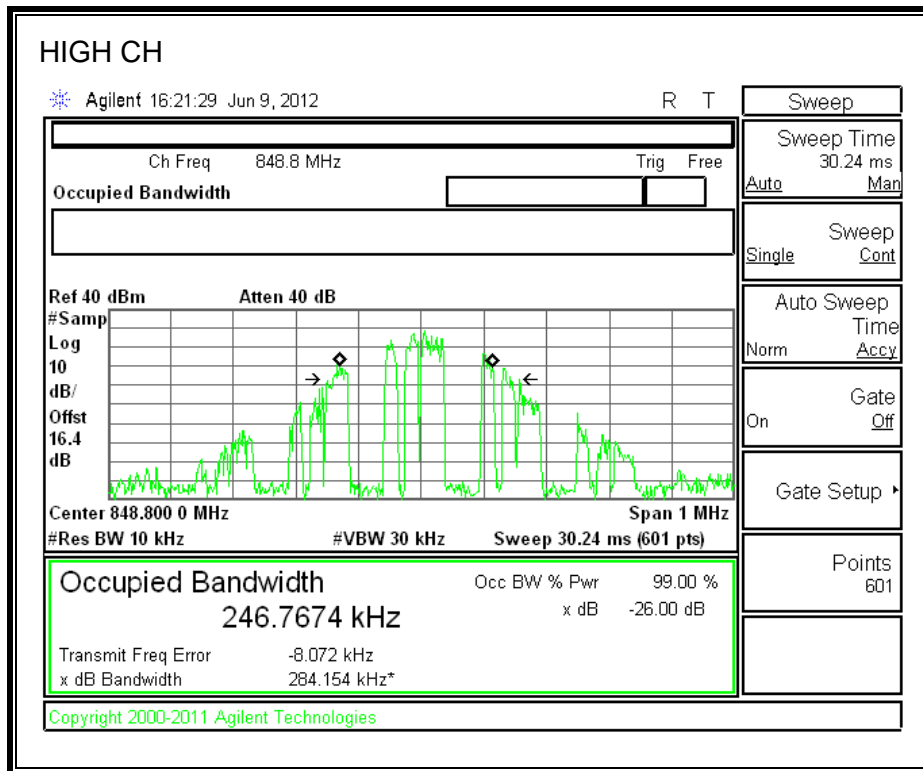 HIGH CH
Agilent 16:21:29 Jun 9, 2012 R T
Ch Freq 848.8 MHz Trig Free
Occupied Bandwidth
Ref 40 dBm Atten 40 dB
#Samp
Log
10
dB/
Offst
16.4
dB
Center 848.800 0 MHz Span 1 MHz
#Res BW 10 kHz #VBW 30 kHz Sweep 30.24 ms (601 pts)
Occupied Bandwidth Occ BW % Pwr 99.00 %
246.7674 kHz x dB -26.00 dB
Transmit Freq Error -8.072 kHz
x dB Bandwidth 284.154 kHz*
Copyright 2000-2011 Agilent Technologies
Sweep
Sweep Time
30.24 ms
Auto Man
Sweep
Single Cont
Auto Sweep
Time
Norm Accy
Gate
On Off
Gate Setup
Points
601